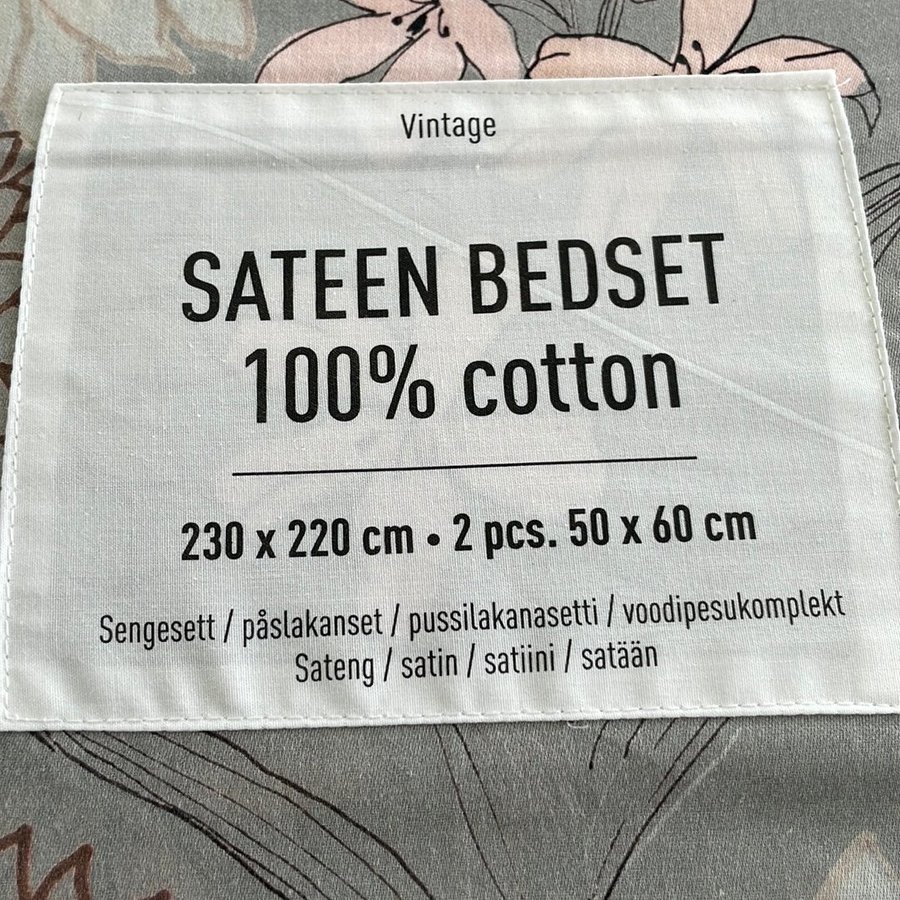 Vintage
SATEEN BEDSET
100% cotton
230 x 220 cm • 2 pcs. 50 x 60 cm
Sengesett / påslakanset / pussilakanasetti / voodipesukomplekt
Sateng / satin / satiini / satään